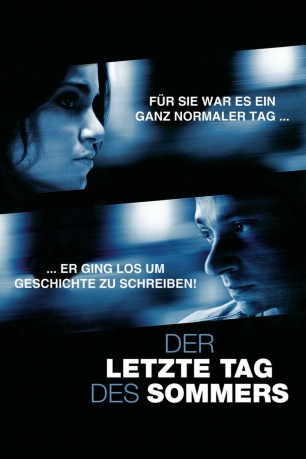 FÜR SIE WAR ES EIN
GANZ NORMALER TAG ...
... ER GING LOS UM
GESCHICHTE ZU SCHREIBEN!
DER
LETZTE TAG
DES SOMMERS